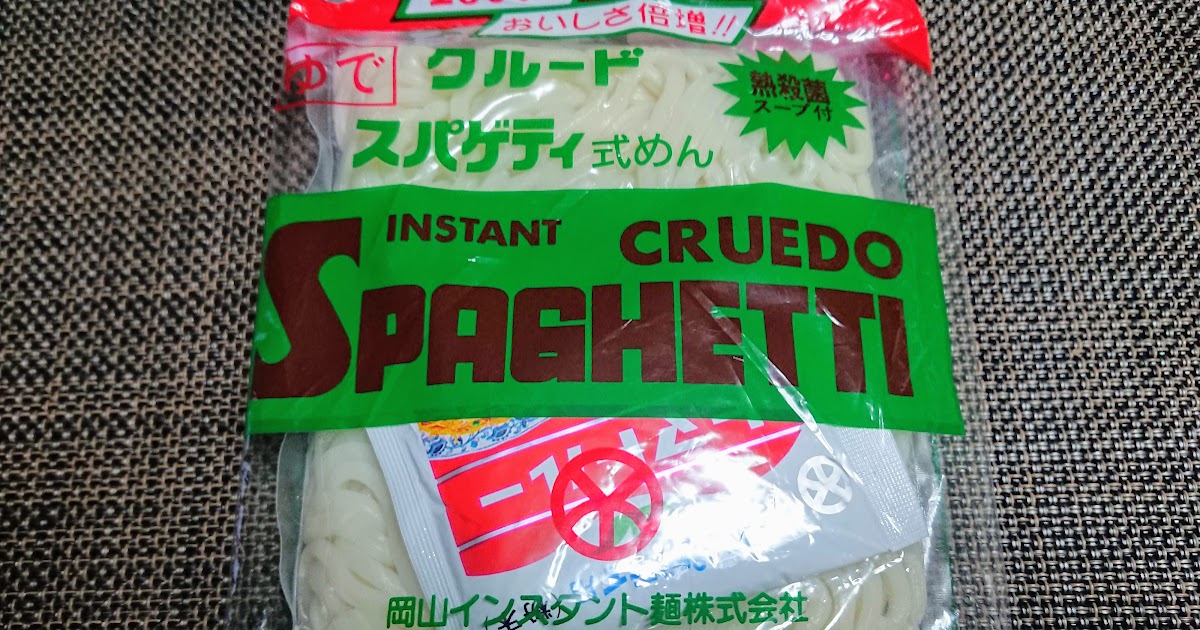 おいしさ倍増!!
ゆで
クルード
熱殺菌
スープ付
スパゲティ式めん
INSTANT CRUEDO
SPAGHETTI
岡山インスタント麺株式会社